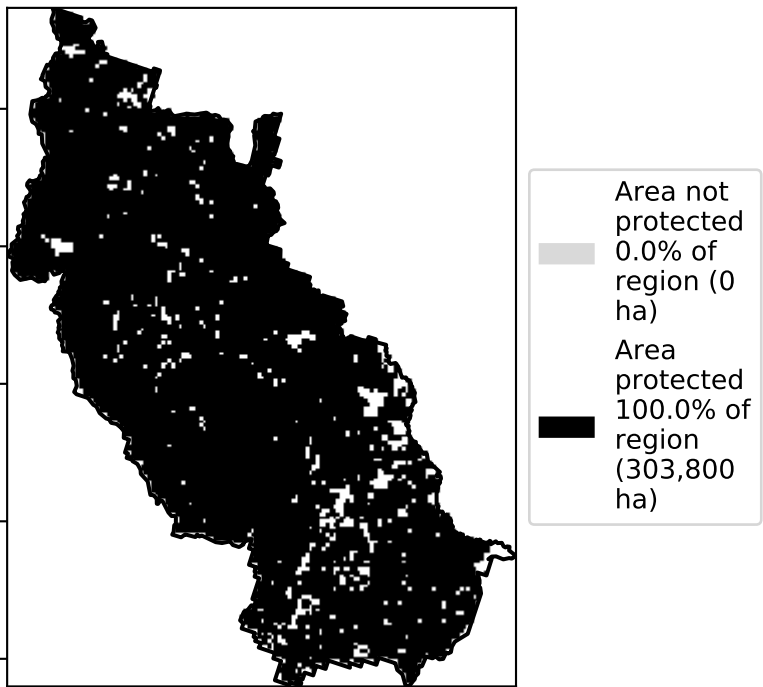 Area not
protected
0.0% of
region (0
ha)
Area
protected
100.0% of
region
(303,800
ha)